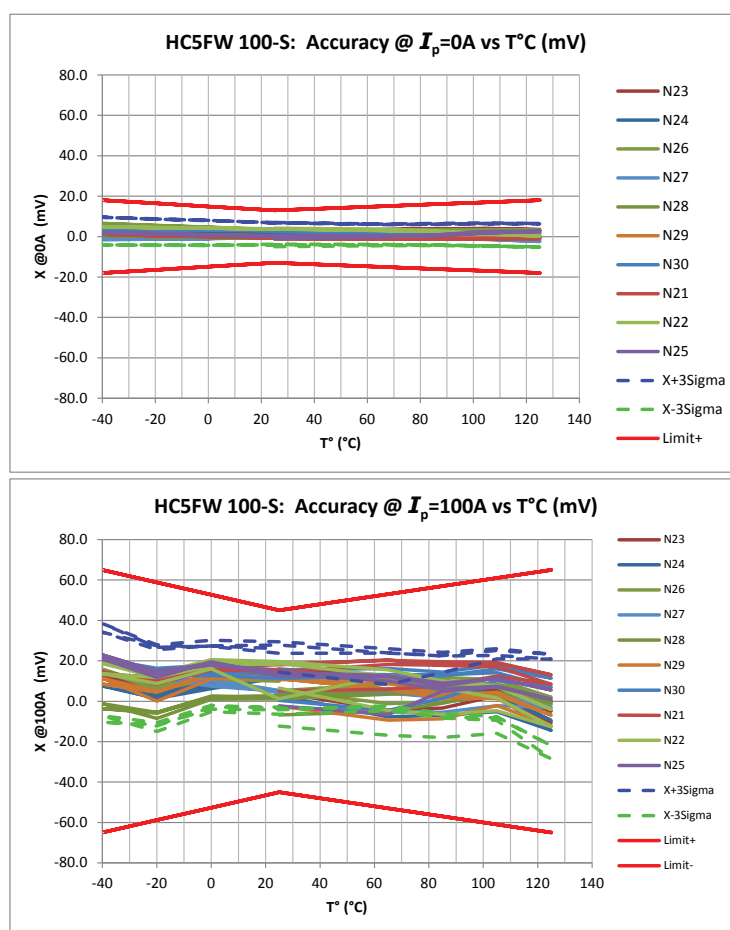 HC5FW 100-S: Accuracy @ Ip=0A vs T°C (mV)
80.0
60.0
40.0
20.0
0.0
-20.0
-40.0
-60.0
-80.0
X @0A (mV)
-40 -20 0 20 40 60 80 100 120 140
T° (°C)
N23
N24
N26
N27
N28
N29
N30
N21
N22
N25
X+3Sigma
X-3Sigma
Limit+
HC5FW 100-S: Accuracy @ Ip=100A vs T°C (mV)
80.0
60.0
40.0
20.0
0.0
-20.0
-40.0
-60.0
-80.0
X @100A (mV)
-40 -20 0 20 40 60 80 100 120 140
T° (°C)
N23
N24
N26
N27
N28
N29
N30
N21
N22
N25
X+3Sigma
X-3Sigma
Limit+
Limit-